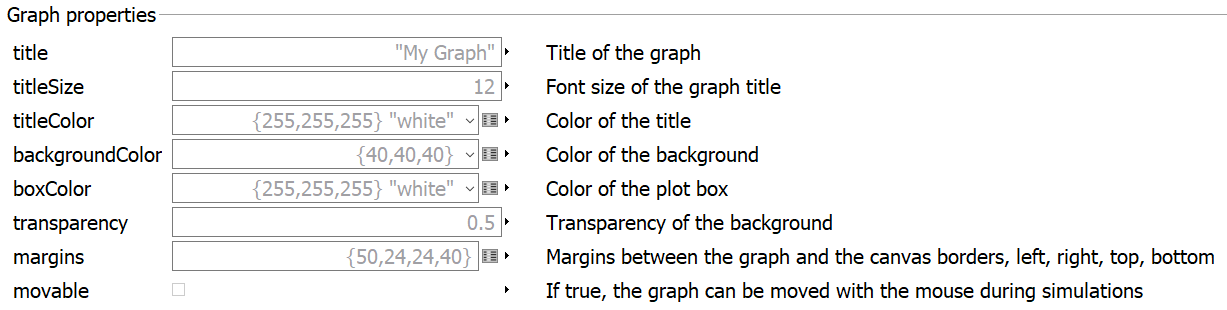 Graph properties
title "My Graph" Title of the graph
titleSize 12 Font size of the graph title
titleColor {255,255,255} "white" Color of the title
backgroundColor {40,40,40} Color of the background
boxColor {255,255,255} "white" Color of the plot box
transparency 0.5 Transparency of the background
margins {50,24,24,40} Margins between the graph and the canvas borders, left, right, top, bottom
movable If true, the graph can be moved with the mouse during simulations